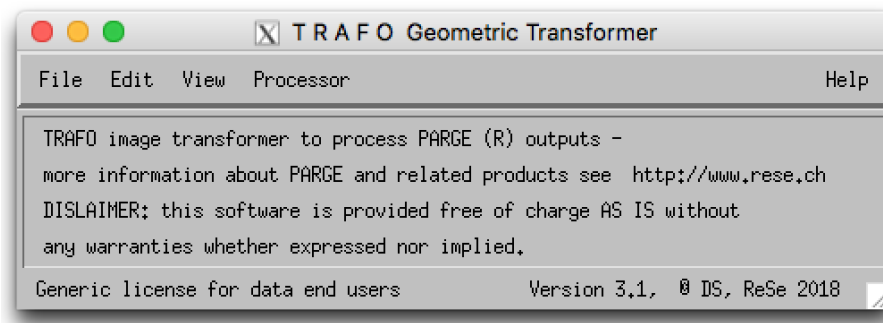 T R A F O Geometric Transformer
File Edit View Processor Help
TRAFO image transformer to process PARGE (R) outputs -
more information about PARGE and related products see http://www.rese.ch
DISLAIMER: this software is provided free of charge AS IS without
any warranties whether expressed nor implied.
Generic license for data end users Version 3.1, @ DS, ReSe 2018